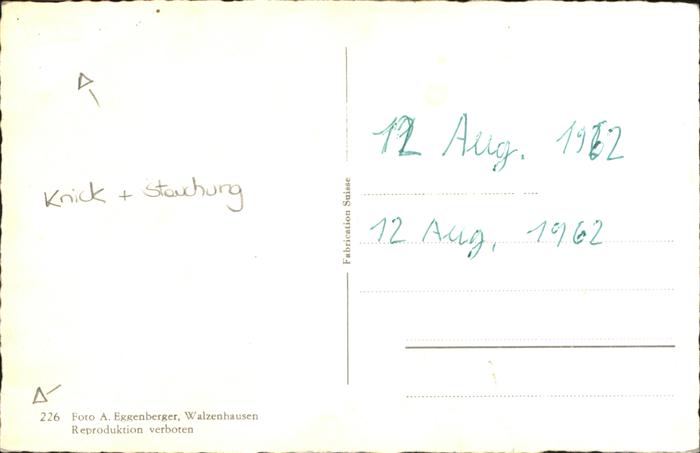 Knick + Stauchung
226 Foto A. Eggenberger, Walzenhausen
Reproduktion verboten
Fabrication Suisse
12 Aug. 1962
12 Aug. 1962